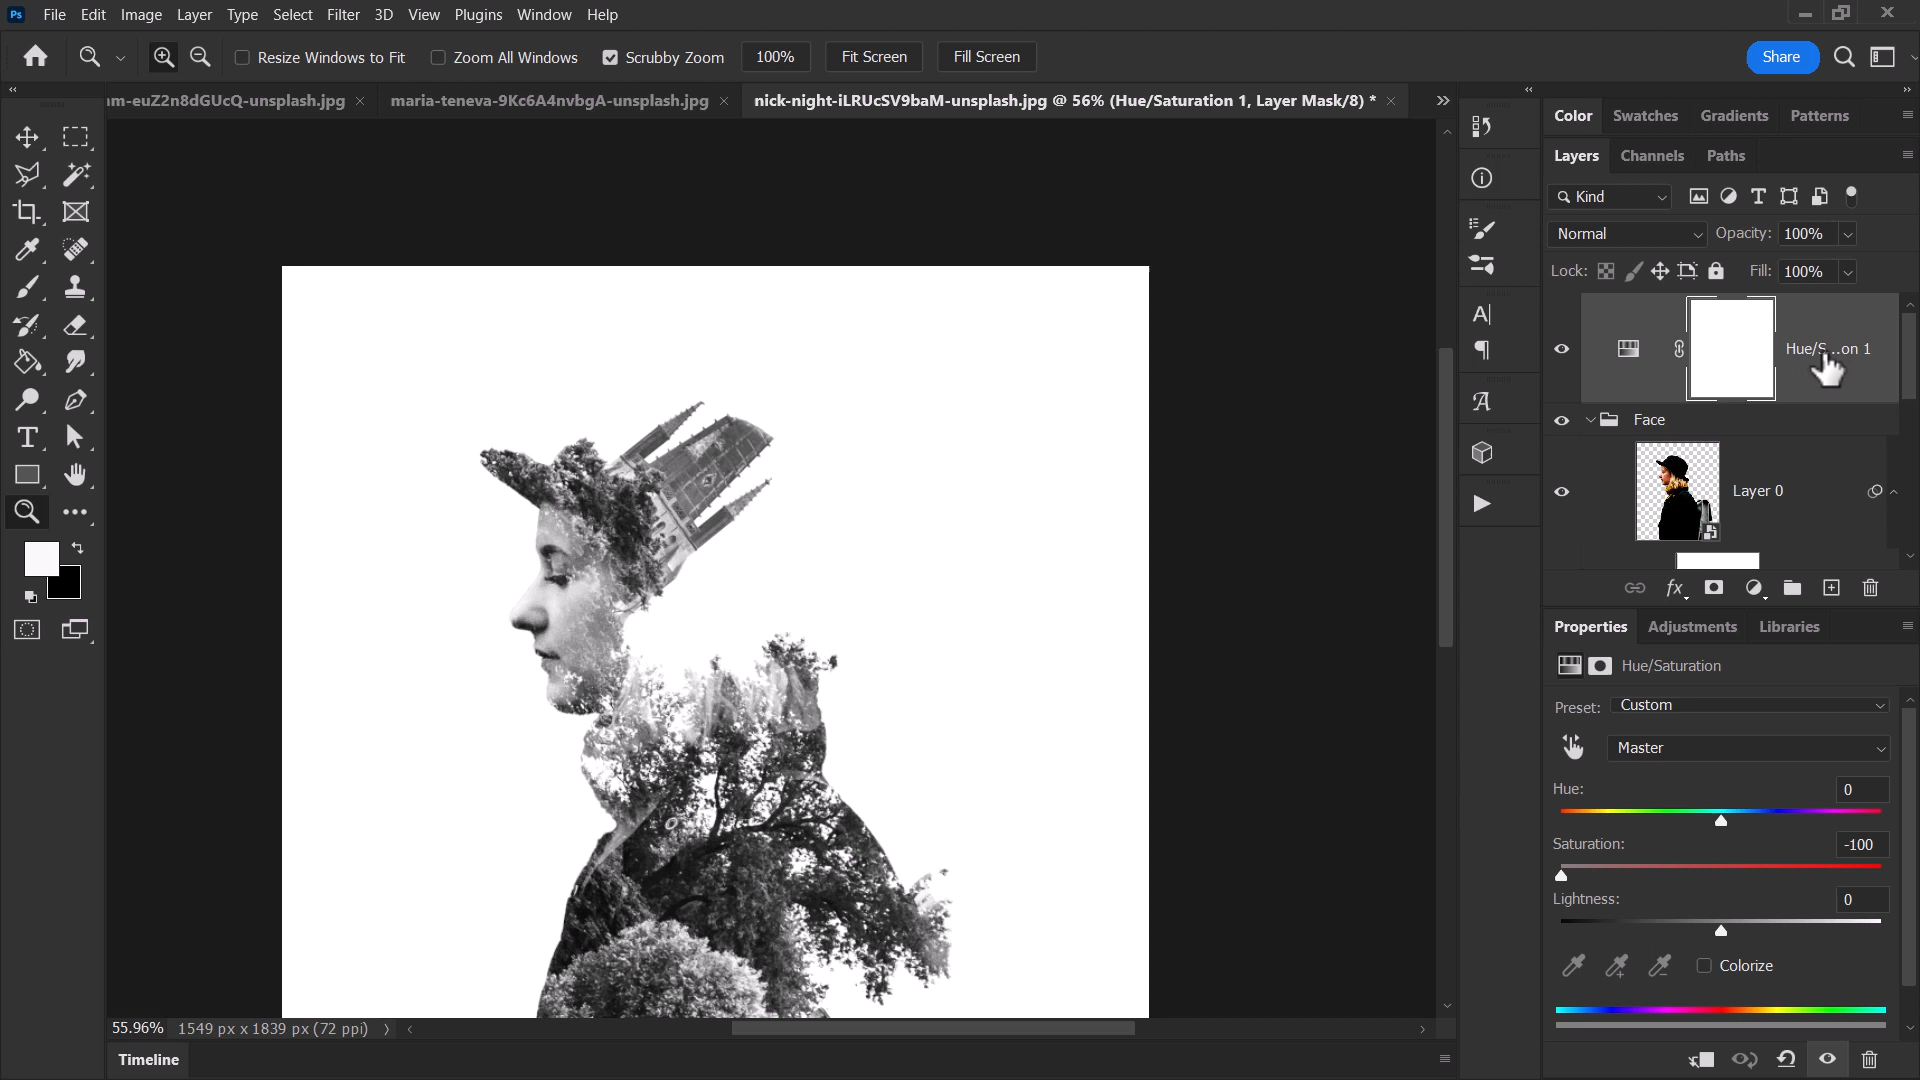 Ps File Edit Image Layer Type Select Filter 3D View Plugins Window Help
Resize Windows to Fit Zoom All Windows Scrubby Zoom 100% Fit Screen Fill Screen Share
ım-euZ2n8dGUcQ-unsplash.jpg maria-teneva-9Kc6A4nvbgA-unsplash.jpg nick-night-iLRUcSV9baM-unsplash.jpg @ 56% (Hue/Saturation 1, Layer Mask/8) *
Color Swatches Gradients Patterns
Layers Channels Paths
Kind
Normal Opacity: 100%
Lock: Fill: 100%
Hue/S...on 1
Face
Layer 0
fx
Properties Adjustments Libraries
Hue/Saturation
Preset: Custom
Master
Hue: 0
Saturation: -100
Lightness: 0
Colorize
55.96% 1549 px x 1839 px (72 ppi)
Timeline